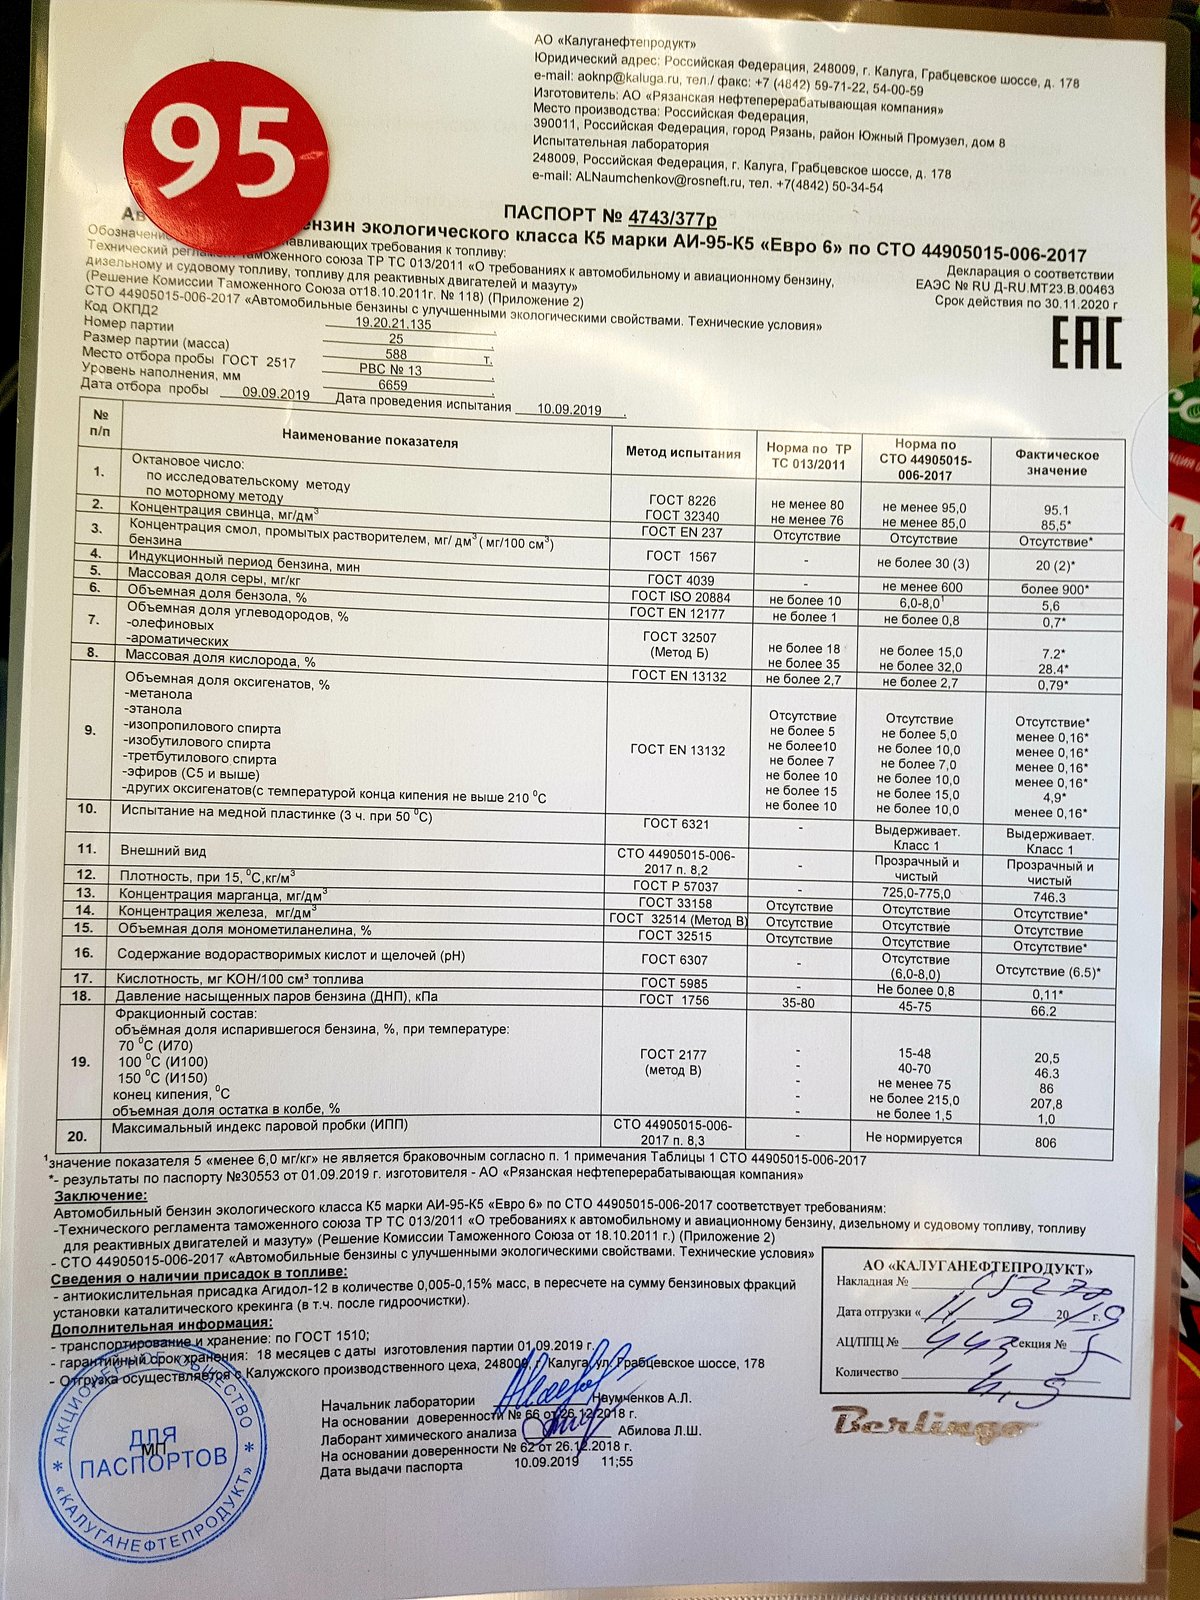 АО «Калуганефтепродукт»
Юридический адрес: Российская Федерация, 248009, г. Калуга, Грабцевское шоссе, д. 178
e-mail: aoknp@kaluga.ru, тел./ факс: +7 (4842) 59-71-22, 54-00-59
Изготовитель: АО «Рязанская нефтеперерабатывающая компания»
Место производства: Российская Федерация,
390011, Российская Федерация, город Рязань, район Южный Промузел, дом 8
Испытательная лаборатория
248009, Российская Федерация, г. Калуга, Грабцевское шоссе, д. 178
e-mail: ALNaumchenkov@rosneft.ru, тел. +7(4842) 50-34-54
95
ПАСПОРТ № 4743/377р
Ав ензин экологического класса К5 марки АИ-95-К5 «Евро 6» по СТО 44905015-006-2017
Обозначени анавливающих требования к топливу:
Технический регламент Таможенного союза ТР ТС 013/2011 «О требованиях к автомобильному и авиационному бензину,
дизельному и судовому топливу, топливу для реактивных двигателей и мазуту»
(Решение Комиссии Таможенного Союза от18.10.2011г. № 118) (Приложение 2)
СТО 44905015-006-2017 «Автомобильные бензины с улучшенными экологическими свойствами. Технические условия»
Декларация о соответствии
ЕАЭС № RU Д-RU.МТ23.В.00463
Срок действия по 30.11.2020 г
EAC
Код ОКПД2 19.20.21.135
Номер партии 25
Размер партии (масса) 588 т.
Место отбора пробы ГОСТ 2517 РВС № 13
Уровень наполнения, мм 6659
Дата отбора пробы 09.09.2019 Дата проведения испытания 10.09.2019
№ п/п Наименование показателя Метод испытания Норма по ТР ТС 013/2011 Норма по СТО 44905015-006-2017 Фактическое значение
1. Октановое число:
по исследовательскому методу ГОСТ 8226 не менее 80 не менее 95,0 95.1
по моторному методу ГОСТ 32340 не менее 76 не менее 85,0 85,5*
2. Концентрация свинца, мг/дм3 ГОСТ EN 237 Отсутствие Отсутствие Отсутствие*
3. Концентрация смол, промытых растворителем, мг/ дм3 ( мг/100 см3) бензина ГОСТ 1567 - не более 30 (3) 20 (2)*
4. Индукционый период бензина, мин ГОСТ 4039 - не менее 600 более 900*
5. Массовая доля серы, мг/кг ГОСТ ISO 20884 не более 10 6,0-8,0¹ 5,6
6. Объемная доля бензола, % ГОСТ EN 12177 не более 1 не более 0,8 0,7*
7. Объемная доля углеводородов, % ГОСТ 32507 (Метод Б)
-олефиновых не более 18 не более 15,0 7.2*
-ароматических не более 35 не более 32,0 28.4*
8. Массовая доля кислорода, % ГОСТ EN 13132 не более 2,7 не более 2,7 0,79*
9. Объемная доля оксигенатов, % ГОСТ EN 13132
-метанола Отсутствие Отсутствие Отсутствие*
-этанола не более 5 не более 5,0 менее 0,16*
-изопропилового спирта не более10 не более 10,0 менее 0,16*
-изобутилового спирта не более 7 не более 7,0 менее 0,16*
-третбутилового спирта не более 10 не более 10,0 менее 0,16*
-эфиров (С5 и выше) не более 15 не более 15,0 4,9*
-других оксигенатов(с температурой конца кипения не выше 210 ⁰С не более 10 не более 10,0 менее 0,16*
10. Испытание на медной пластинке (3 ч. при 50 ⁰С) ГОСТ 6321 - Выдерживает. Класс 1 Выдерживает. Класс 1
11. Внешний вид СТО 44905015-006-2017 п. 8,2 - Прозрачный и чистый Прозрачный и чистый
12. Плотность, при 15, ⁰С,кг/м3 ГОСТ Р 57037 - 725,0-775,0 746.3
13. Концентрация марганца, мг/дм3 ГОСТ 33158 Отсутствие Отсутствие Отсутствие*
14. Концентрация железа, мг/дм3 ГОСТ 32514 (Метод В) Отсутствие Отсутствие Отсутствие
15. Объемная доля монометиланелина, % ГОСТ 32515 Отсутствие Отсутствие Отсутствие*
16. Содержание водорастворимых кислот и щелочей (рН) ГОСТ 6307 - Отсутствие (6,0-8,0) Отсутствие (6.5)*
17. Кислотность, мг КОН/100 см³ топлива ГОСТ 5985 - Не более 0,8 0,11*
18. Давление насыщенных паров бензина (ДНП), кПа ГОСТ 1756 35-80 45-75 66.2
19. Фракционный состав: ГОСТ 2177 (метод В)
объёмная доля испарившегося бензина, %, при температуре:
70 ⁰С (И70) - 15-48 20,5
100 ⁰С (И100) - 40-70 46.3
150 ⁰С (И150) - не менее 75 86
конец кипения, ⁰С - не более 215,0 207,8
объемная доля остатка в колбе, % - не более 1,5 1,0
20. Максимальный индекс паровой пробки (ИПП) СТО 44905015-006-2017 п. 8,3 - Не нормируется 806
¹значение показателя 5 «менее 6,0 мг/кг» не является браковочным согласно п. 1 примечания Таблицы 1 СТО 44905015-006-2017
*- результаты по паспорту №30553 от 01.09.2019 г. изготовителя - АО «Рязанская нефтеперерабатывающая компания»
Заключение:
Автомобильный бензин экологического класса К5 марки АИ-95-К5 «Евро 6» по СТО 44905015-006-2017 соответствует требованиям:
-Технического регламента таможенного союза ТР ТС 013/2011 «О требованиях к автомобильному и авиационному бензину, дизельному и судовому топливу, топливу
для реактивных двигателей и мазуту» (Решение Комиссии Таможенного Союза от 18.10.2011 г.) (Приложение 2)
- СТО 44905015-006-2017 «Автомобильные бензины с улучшенными экологическими свойствами. Технические условия»
Сведения о наличии присадок в топливе:
- антиокислительная присадка Агидол-12 в количестве 0,005-0,15% масс, в пересчете на сумму бензиновых фракций
установки каталитического крекинга (в т.ч. после гидроочистки).
Дополнительная информация:
- транспортирование и хранение: по ГОСТ 1510;
- гарантийный срок хранения: 18 месяцев с даты изготовления партии 01.09.2019 г.
- Отгрузка осуществляется с Калужского производственного цеха, 248009, г. Калуга, ул. Грабцевское шоссе, 178
АО «КАЛУГАНЕФТЕПРОДУКТ»
Накладная №
Дата отгрузки « 11 » 9 2019 г.
АЦ/ППЦ № 443 Секция № 5
Количество 4,5
Berlingo
Начальник лаборатории Наумченков А.Л.
На основании доверенности № 66 от 26.12.2018 г.
Лаборант химического анализа Абилова Л.Ш.
На основании доверенности № 62 от 26.12.2018 г.
Дата выдачи паспорта 10.09.2019 11;55
АКЦИОНЕРНОЕ ОБЩЕСТВО
ДЛЯ
МП
ПАСПОРТОВ
* «КАЛУГАНЕФТЕПРОДУКТ» *